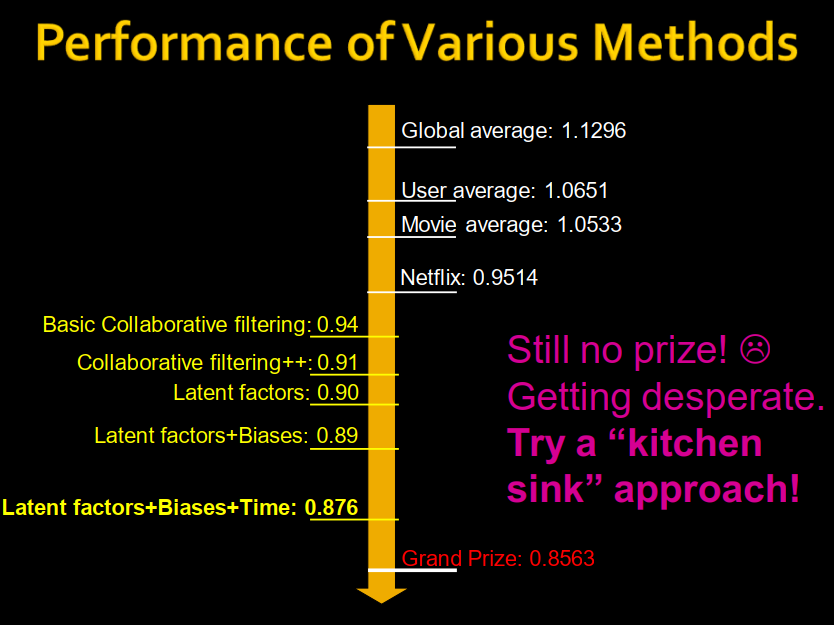 Performance of Various Methods
Global average: 1.1296
User average: 1.0651
Movie average: 1.0533
Netflix: 0.9514
Basic Collaborative filtering: 0.94
Collaborative filtering++: 0.91
Latent factors: 0.90
Latent factors+Biases: 0.89
Latent factors+Biases+Time: 0.876
Grand Prize: 0.8563
Still no prize! ☹
Getting desperate.
Try a “kitchen
sink” approach!